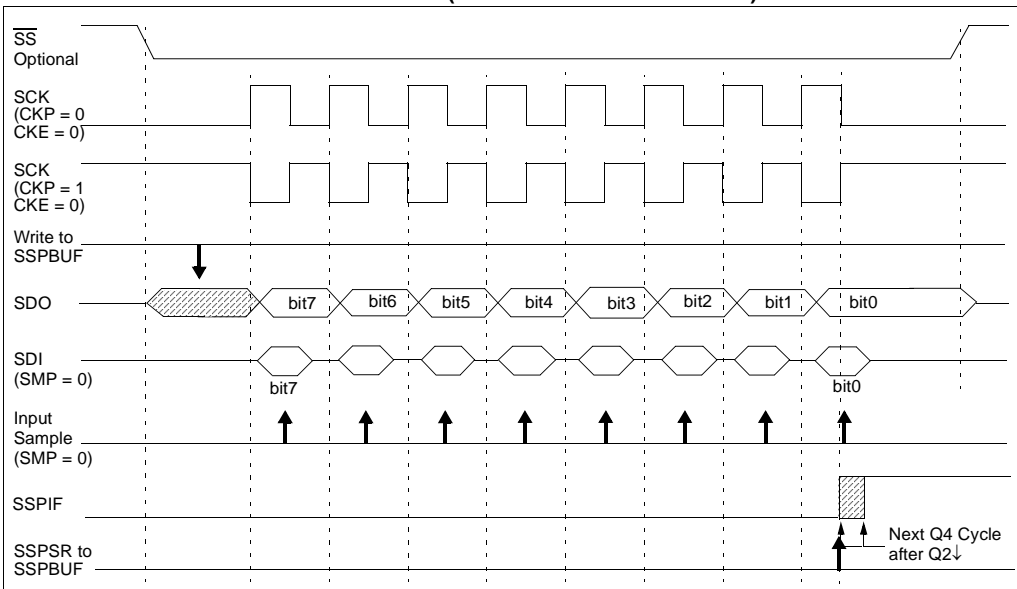 SS
Optional
SCK
(CKP = 0
CKE = 0)
SCK
(CKP = 1
CKE = 0)
Write to
SSPBUF
SDO
bit7 bit6 bit5 bit4 bit3 bit2 bit1 bit0
SDI
(SMP = 0)
bit7 bit0
Input
Sample
(SMP = 0)
SSPIF
Next Q4 Cycle
after Q2↓
SSPSR to
SSPBUF